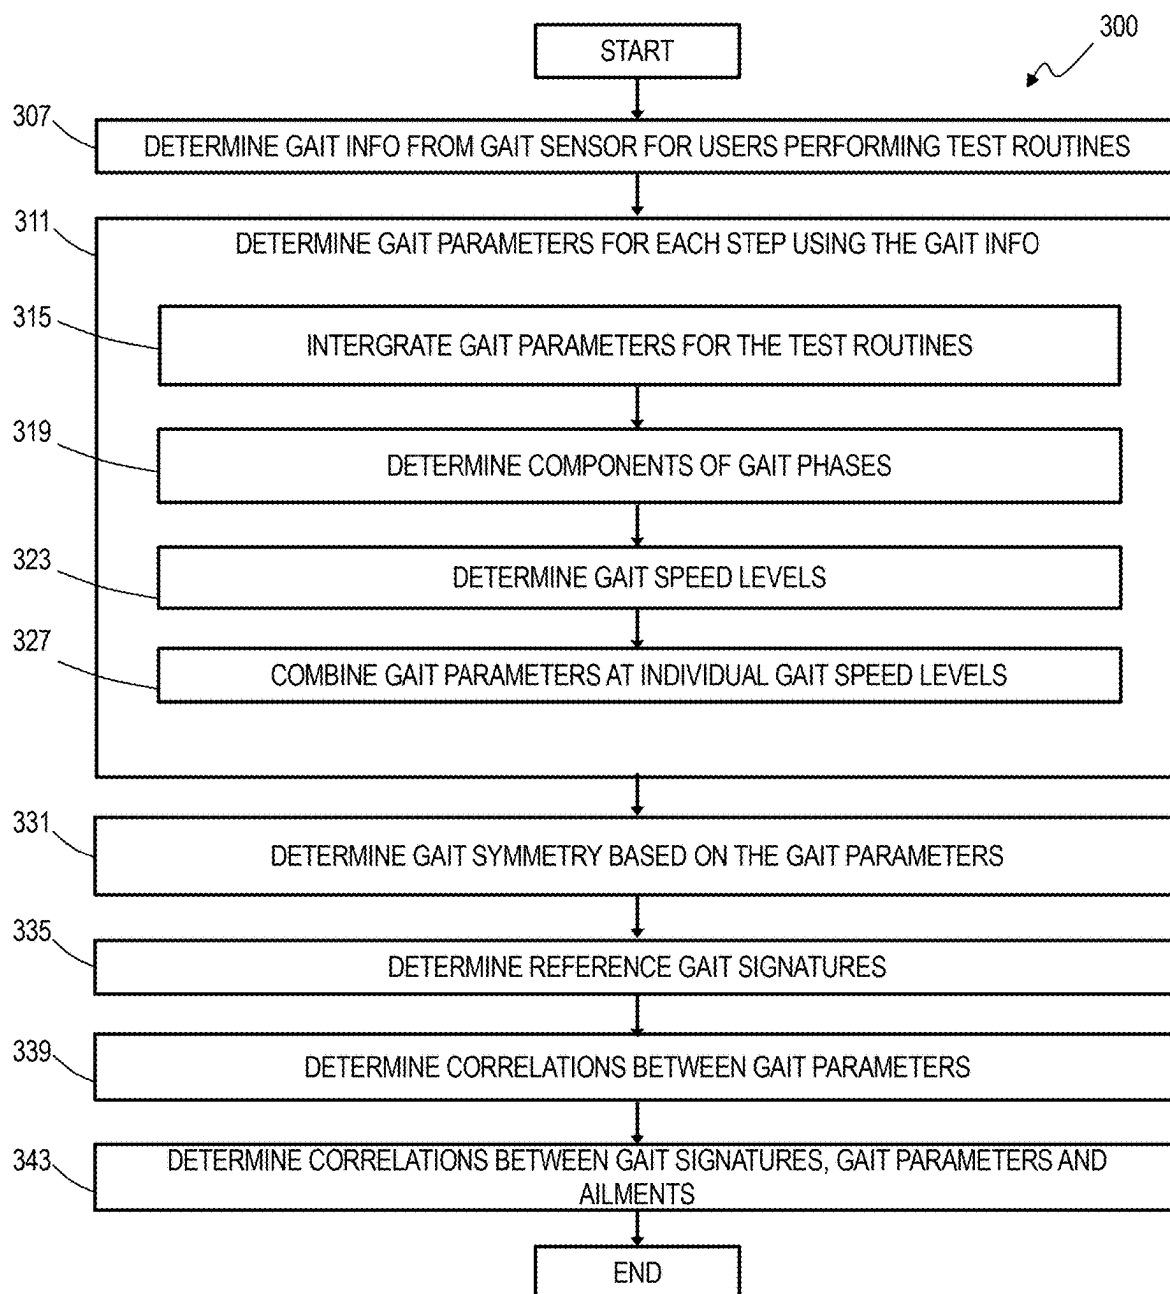 START
300
307
DETERMINE GAIT INFO FROM GAIT SENSOR FOR USERS PERFORMING TEST ROUTINES
311
DETERMINE GAIT PARAMETERS FOR EACH STEP USING THE GAIT INFO
315
INTERGRATE GAIT PARAMETERS FOR THE TEST ROUTINES
319
DETERMINE COMPONENTS OF GAIT PHASES
323
DETERMINE GAIT SPEED LEVELS
327
COMBINE GAIT PARAMETERS AT INDIVIDUAL GAIT SPEED LEVELS
331
DETERMINE GAIT SYMMETRY BASED ON THE GAIT PARAMETERS
335
DETERMINE REFERENCE GAIT SIGNATURES
339
DETERMINE CORRELATIONS BETWEEN GAIT PARAMETERS
343
DETERMINE CORRELATIONS BETWEEN GAIT SIGNATURES, GAIT PARAMETERS AND
AILMENTS
END